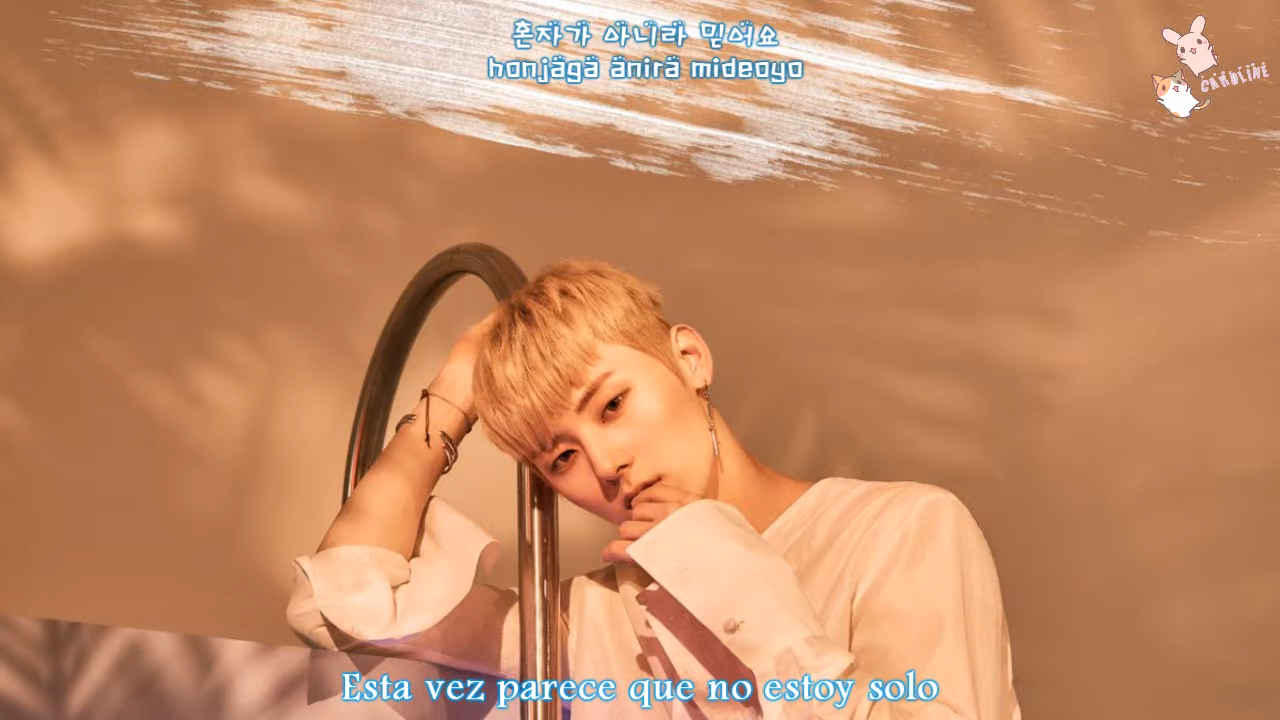 혼자가 아니라 믿어요
honjaga anira mideoyo
CAROLINE
Esta vez parece que no estoy solo